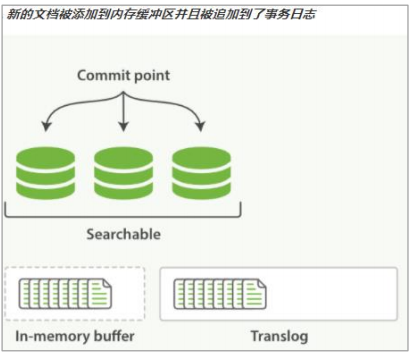 新的文档被添加到内存缓冲区并且被追加到了事务日志
Commit point
Searchable
In-memory buffer
Translog